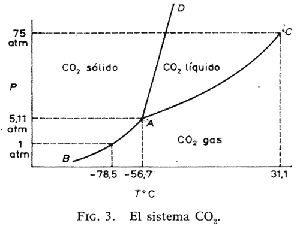 D
75
atm
C
CO₂ sólido
CO₂ líquido
P
5,11
atm
A
CO₂ gas
1
atm
B
-78,5
-56,7
31,1
T°C
FIG. 3. El sistema CO₂.